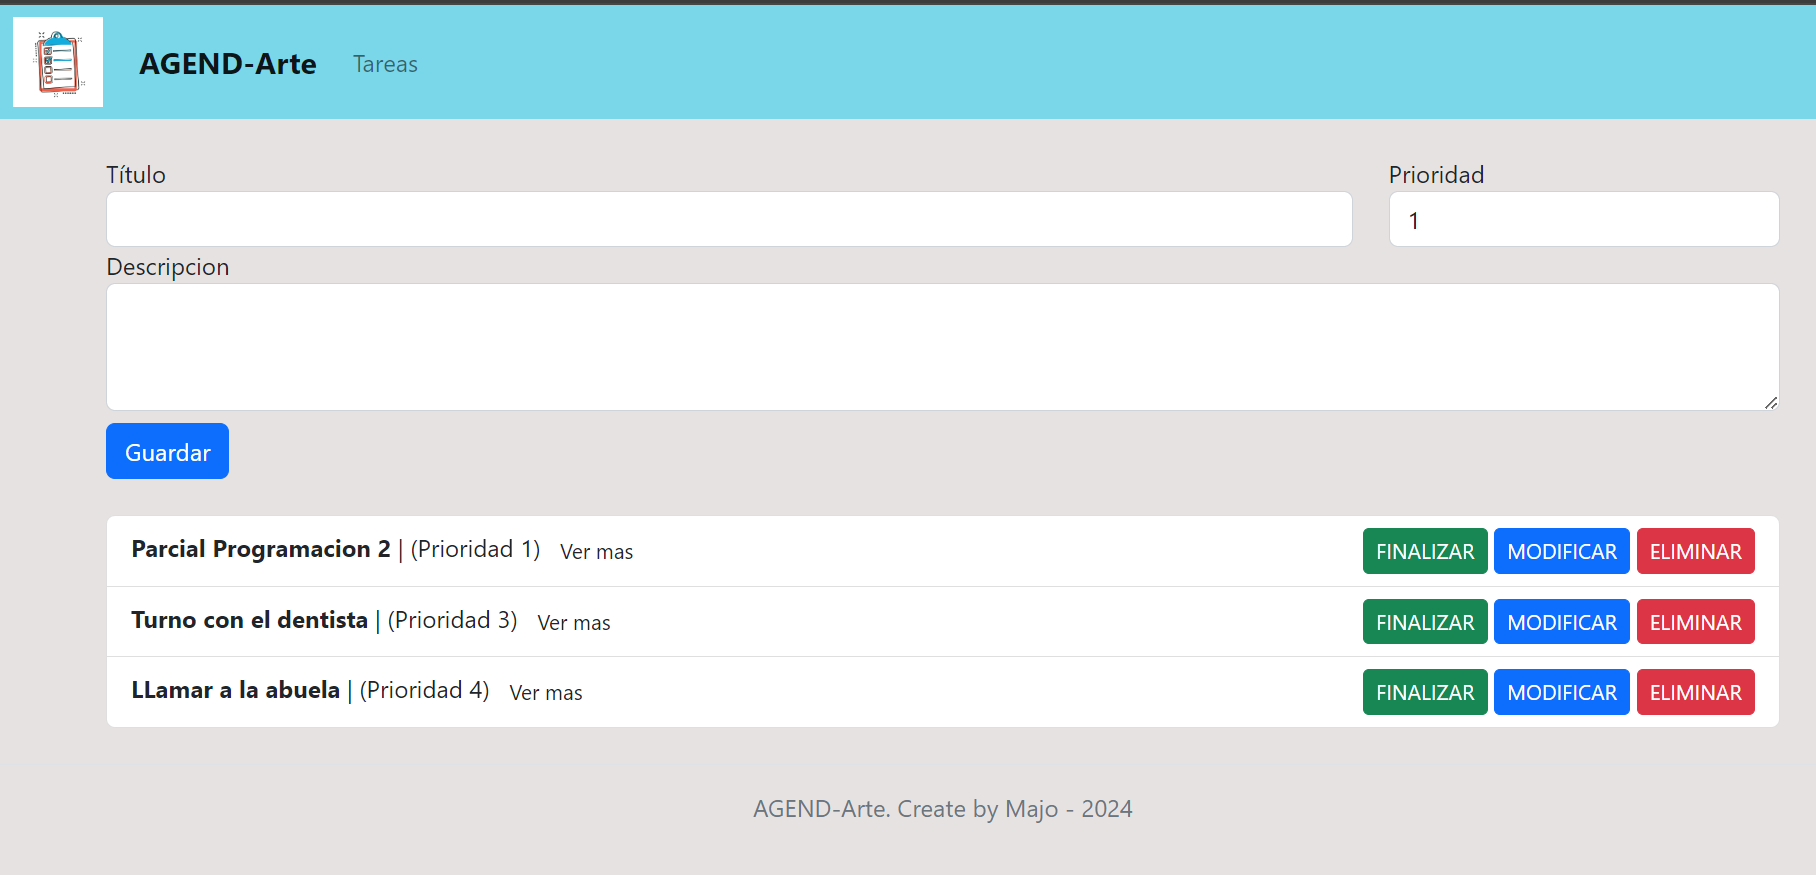 AGEND-Arte Tareas
Título Prioridad
1
Descripcion
Guardar
Parcial Programacion 2 | (Prioridad 1) Ver mas FINALIZAR MODIFICAR ELIMINAR
Turno con el dentista | (Prioridad 3) Ver mas FINALIZAR MODIFICAR ELIMINAR
LLamar a la abuela | (Prioridad 4) Ver mas FINALIZAR MODIFICAR ELIMINAR
AGEND-Arte. Create by Majo - 2024